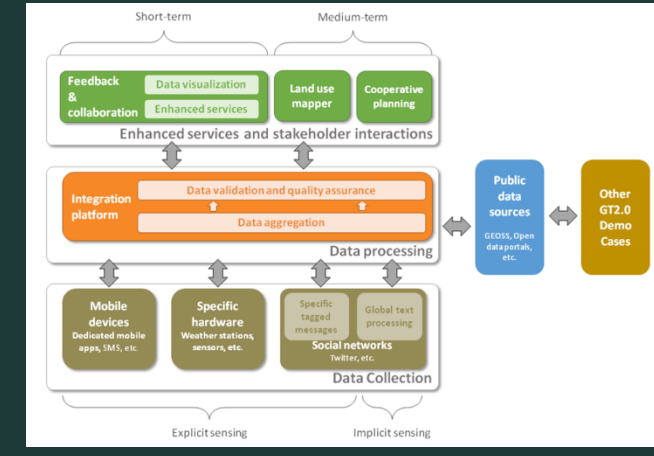 Short-term
Medium-term
Feedback
&
collaboration
Data visualization
Enhanced services
Land use
mapper
Cooperative
planning
Enhanced services and stakeholder interactions
Integration
platform
Data validation and quality assurance
Data aggregation
Data processing
Public
data
sources
GEOSS, Open
data portals,
etc.
Other
GT2.0
Demo
Cases
Mobile
devices
Dedicated mobile
apps, SMS, etc.
Specific
hardware
Weather stations,
sensors, etc.
Specific
tagged
messages
Global text
processing
Social networks
Twitter, etc.
Data Collection
Explicit sensing
Implicit sensing